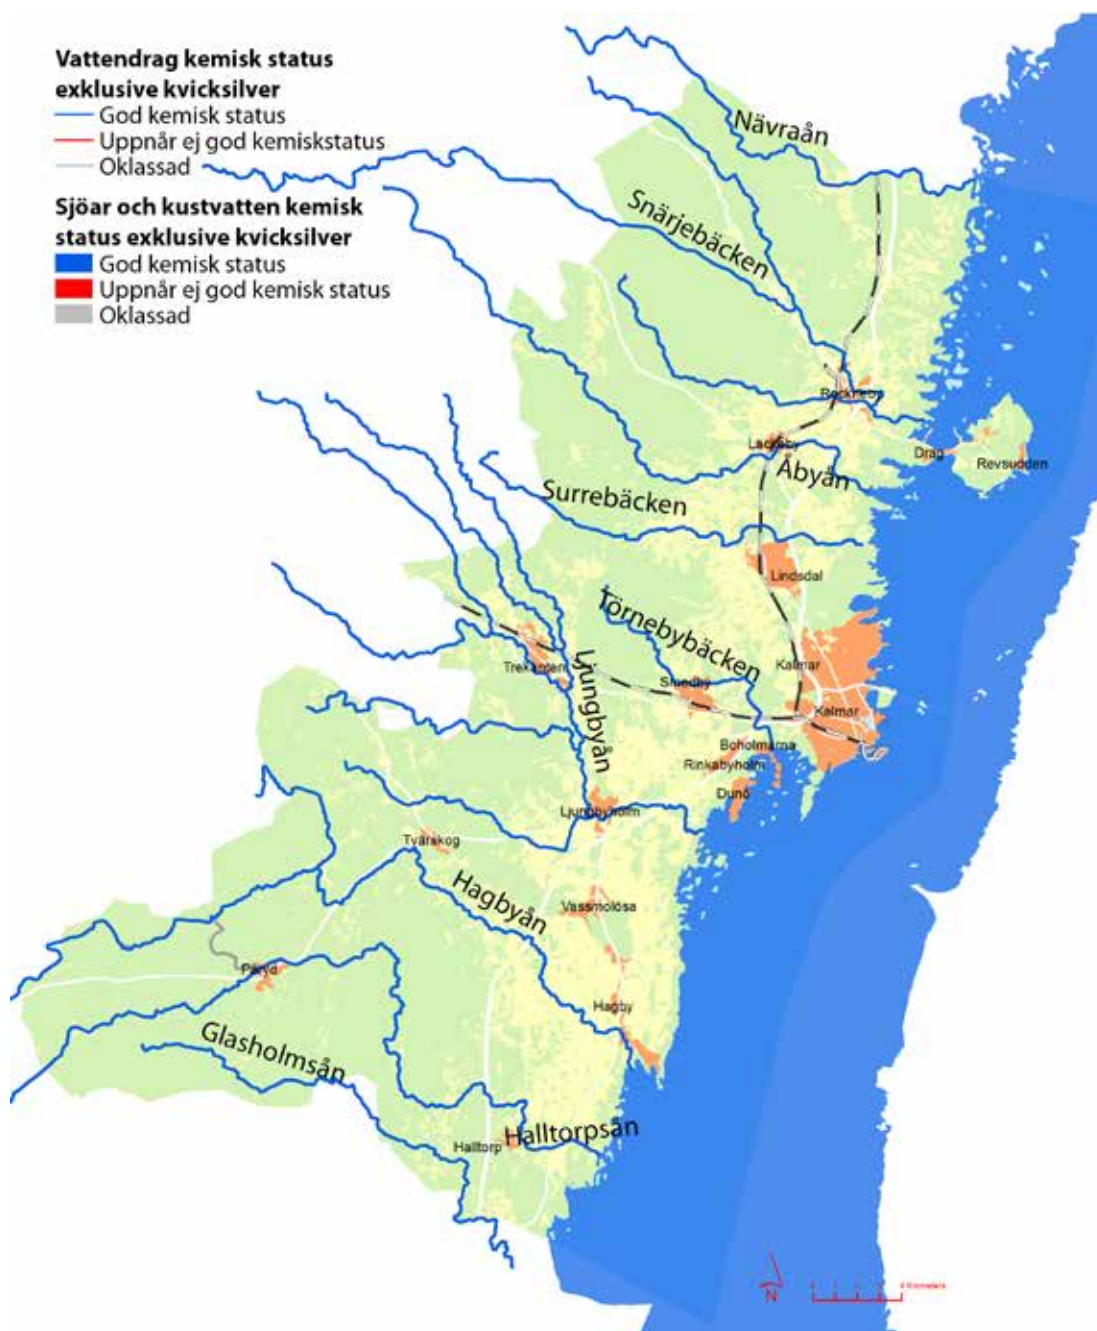 Vattendrag kemisk status
exklusive kvicksilver
God kemisk status
Uppnår ej god kemiskstatus
Oklassad
Sjöar och kustvatten kemisk
status exklusive kvicksilver
God kemisk status
Uppnår ej god kemisk status
Oklassad
Nävraån
Snärjebäcken
Rockneby
Läckeby
Drag
Revsudden
Åbyån
Surrebäcken
Lindsdal
Törnebybäcken
Trekanten
Kalmar
Smedby
Kalmar
Ljungbyån
Boholmarna
Rinkabyholm
Dunö
Ljungbyholm
Tvärskog
Hagbyån
Vassmolösa
Påryd
Hagby
Glasholmsån
Halltorp
Halltorpsån
N